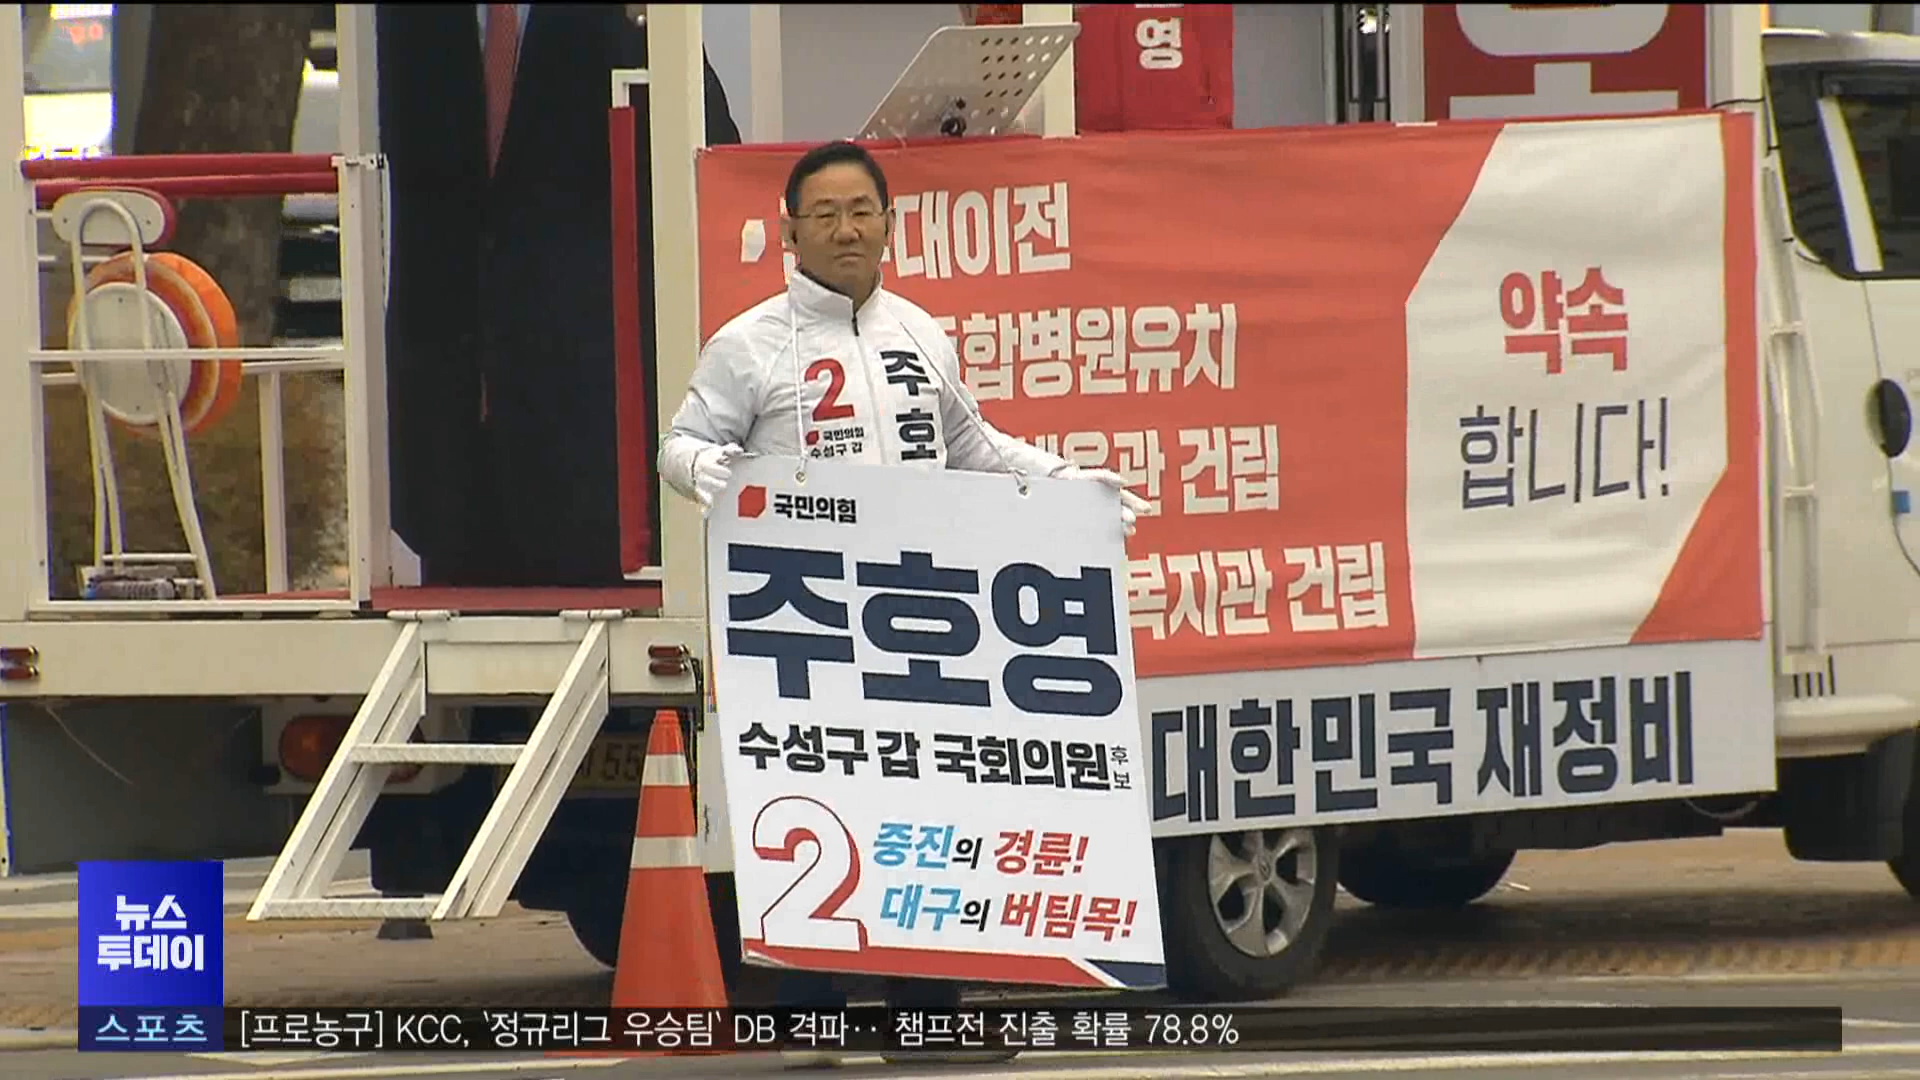 영
대이전
합병원유치
관 건립
복지관 건립
약속
합니다!
대한민국 재정비
2
주호
국민의힘
수성구 갑
국민의힘
주호영
수성구 갑 국회의원 후보
2
중진의 경륜!
대구의 버팀목!
55
뉴스
투데이
스포츠
[프로농구] KCC, '정규리그 우승팀' DB 격파‥ 챔프전 진출 확률 78.8%